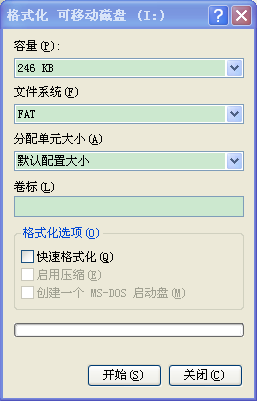 格式化 可移动磁盘 (I:)
容量(P):
246 KB
文件系统(F)
FAT
分配单元大小(A)
默认配置大小
卷标(L)
格式化选项(O)
快速格式化(Q)
启用压缩(E)
创建一个 MS-DOS 启动盘(M)
开始(S)
关闭(C)